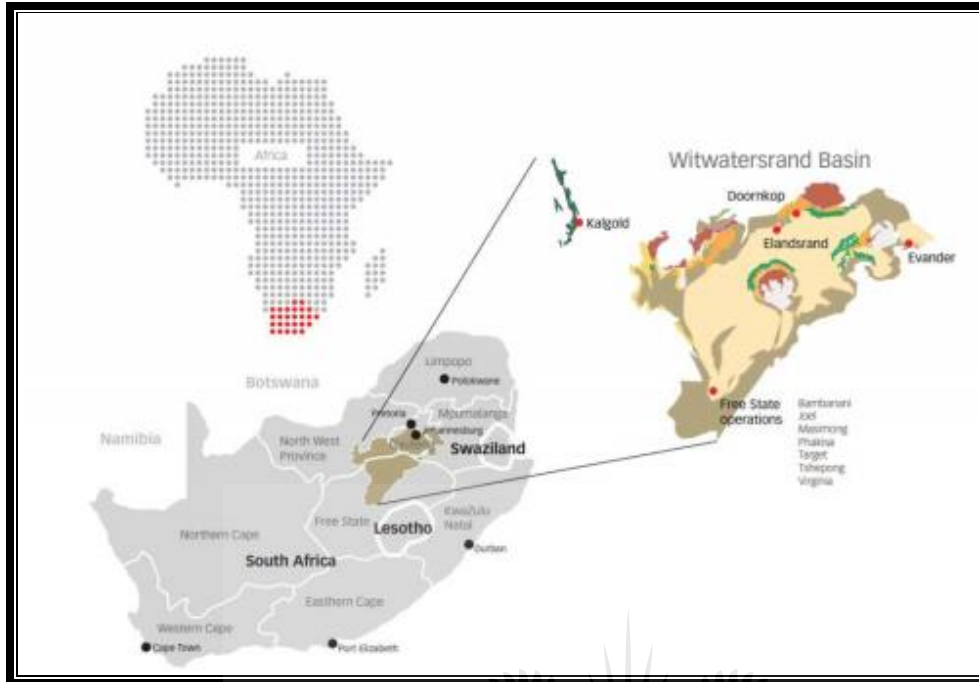 Africa
Witwatersrand Basin
Doornkop
Kalgold
Elandsrand
Evander
Free State
operations
Bambanani
Joel
Masimong
Phakisa
Target
Tshepong
Virginia
Botswana
Namibia
Limpopo
Polokwane
Pretoria
Mpumalanga
Johannesburg
North West
Province
Swaziland
Free State
Lesotho
KwaZulu
Natal
Northern Cape
Durban
South Africa
Easthern Cape
Western Cape
Cape Town
Port Elizabeth